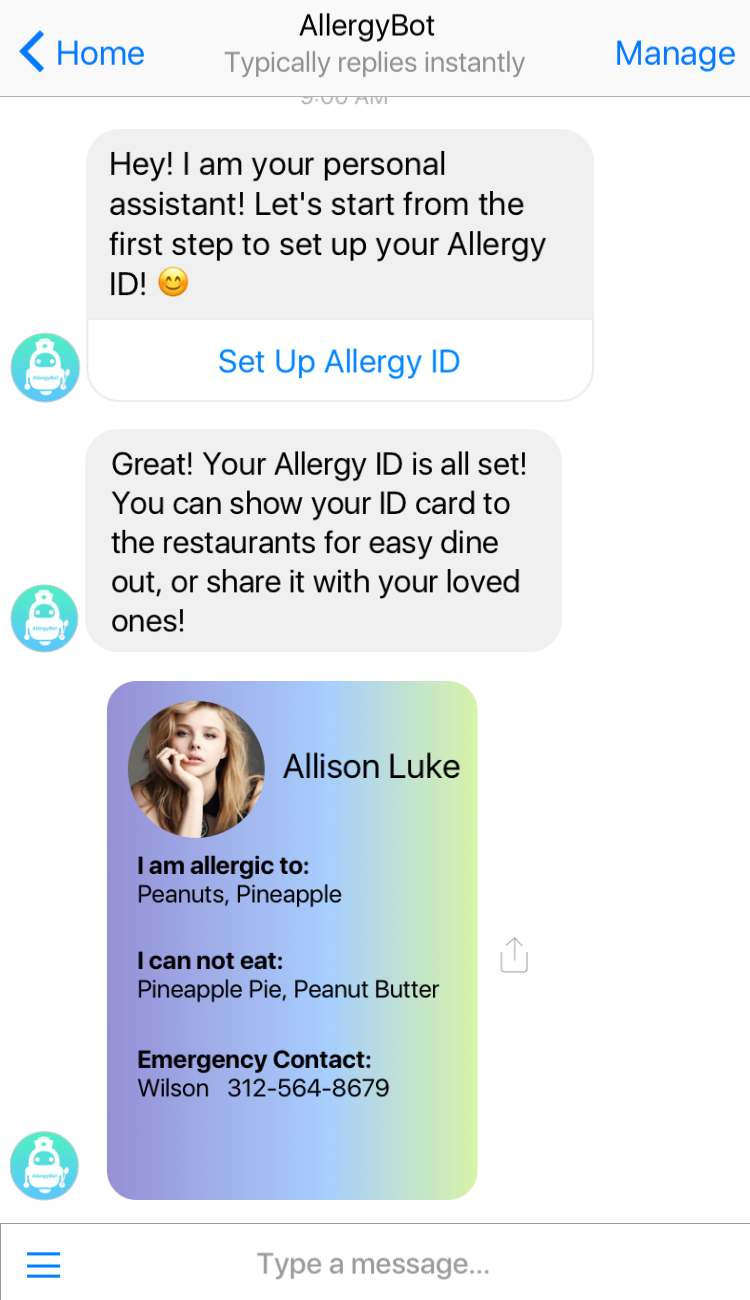 AllergyBot
Home
Typically replies instantly
Manage
9:00 AM
Hey! I am your personal
assistant! Let's start from the
first step to set up your Allergy
ID! 😊
Set Up Allergy ID
AllergyBot
Great! Your Allergy ID is all set!
You can show your ID card to
the restaurants for easy dine
out, or share it with your loved
ones!
AllergyBot
Allison Luke
I am allergic to:
Peanuts, Pineapple
I can not eat:
Pineapple Pie, Peanut Butter
Emergency Contact:
Wilson 312-564-8679
AllergyBot
Type a message...